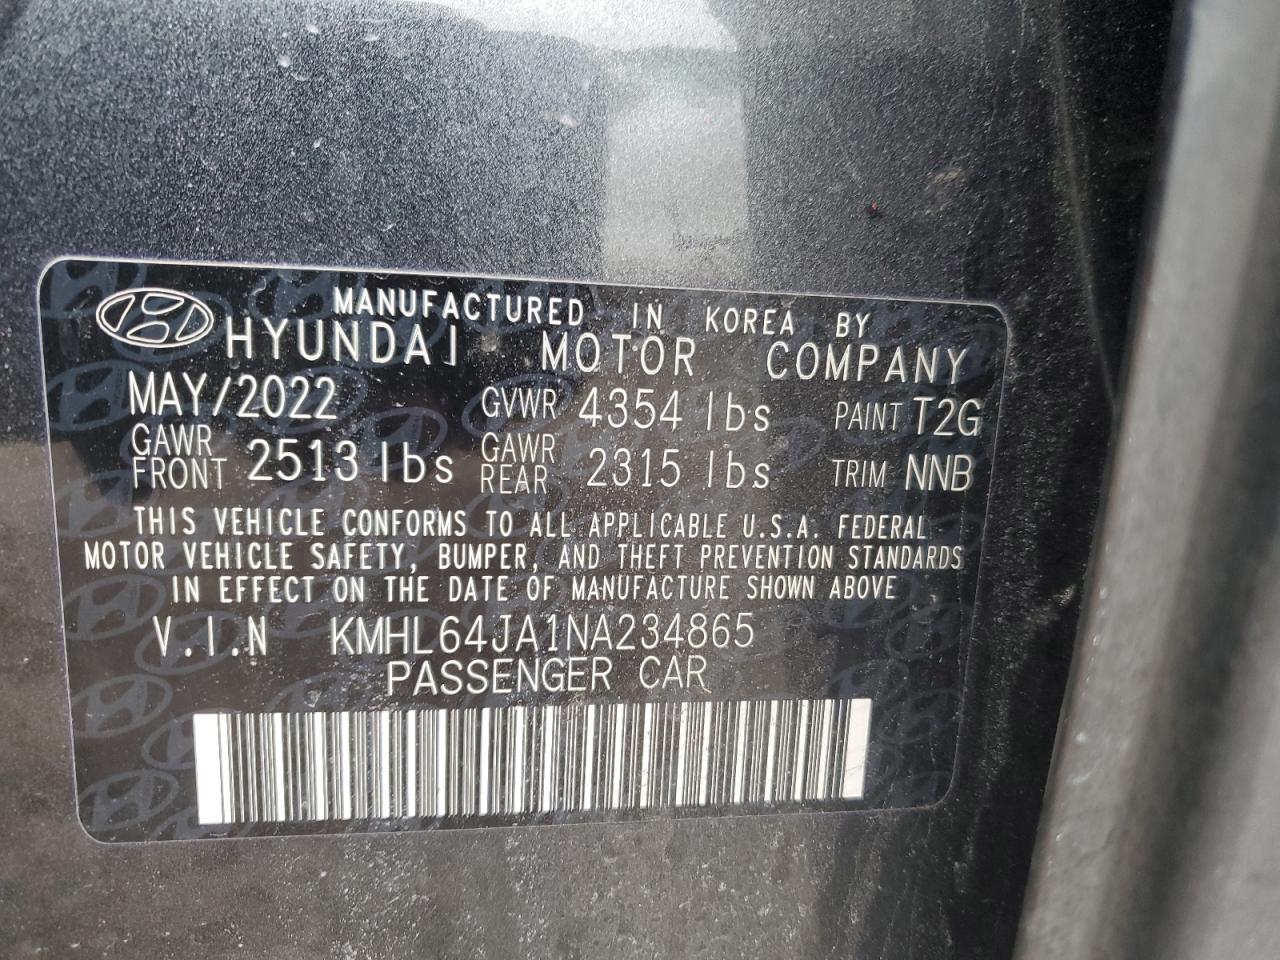 MANUFACTURED IN KOREA BY
HYUNDAI MOTOR COMPANY
MAY/2022 GVWR 4354 lbs PAINT T2G
GAWR FRONT 2513 lbs GAWR REAR 2315 lbs TRIM NNB
THIS VEHICLE CONFORMS TO ALL APPLICABLE U.S.A. FEDERAL
MOTOR VEHICLE SAFETY, BUMPER, AND THEFT PREVENTION STANDARDS
IN EFFECT ON THE DATE OF MANUFACTURE SHOWN ABOVE
V.I.N KMHL64JA1NA234865
PASSENGER CAR